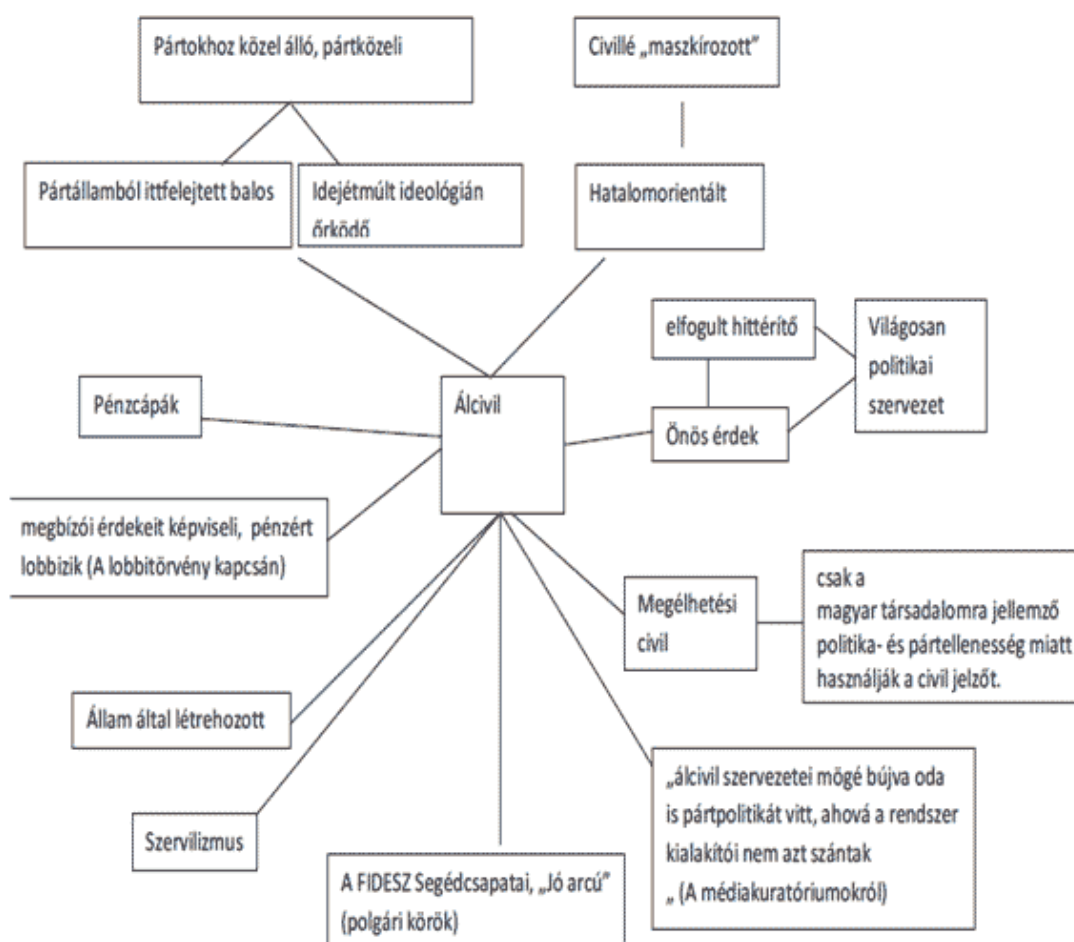 Pártokhoz közel álló, pártközeli
Civillé „maszkírozott”
Pártállamból ittfelejtett balos
Idejétmúlt ideológián
őrködő
Hatalomorientált
elfogult hittérítő
Világosan
politikai
szervezet
Pénzcápák
Álcivil
Önös érdek
megbízói érdekeit képviseli, pénzért
lobbizik (A lobbitörvény kapcsán)
Megélhetési
civil
csak a
magyar társadalomra jellemző
politika- és pártellenesség miatt
használják a civil jelzőt.
Állam által létrehozott
„álcivil szervezetei mögé bújva oda
is pártpolitikát vitt, ahová a rendszer
kialakítói nem azt szántak
„ (A médiakuratóriumokról)
Szervilizmus
A FIDESZ Segédcsapatai, „Jó arcú”
(polgári körök)